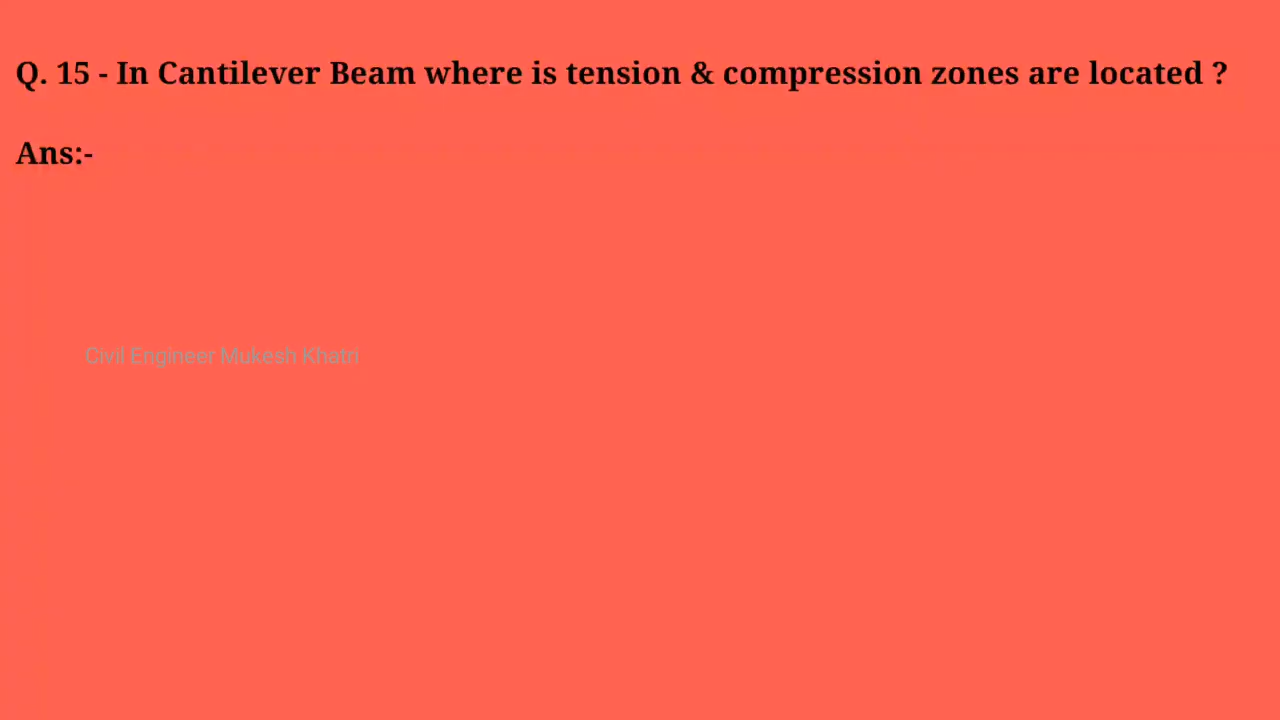 Q. 15 - In Cantilever Beam where is tension & compression zones are located ?
Ans:-
Civil Engineer Mukesh Khatri